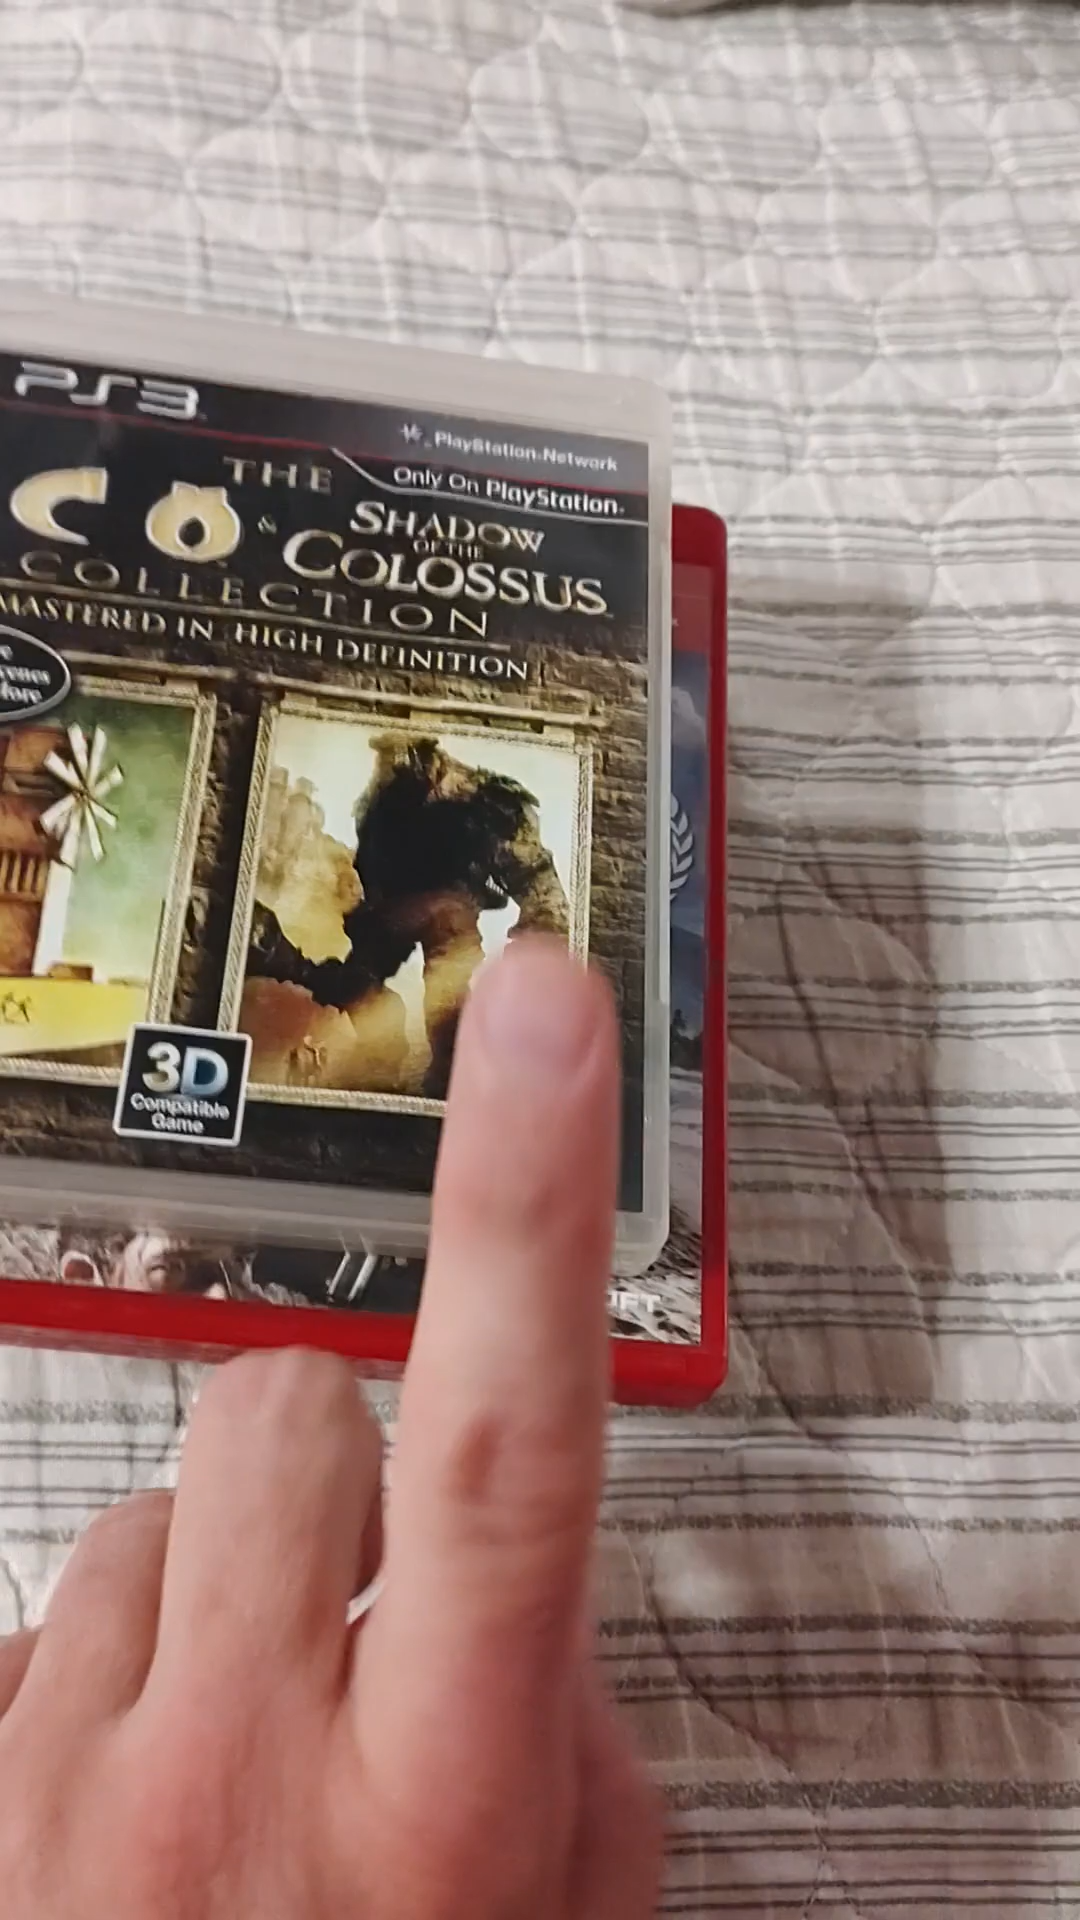 PS3
PlayStation Network
Only On PlayStation
THE
CO & SHADOW
OF THE
COLOSSUS
COLLECTION
MASTERED IN HIGH DEFINITION
3D
Compatible
Game